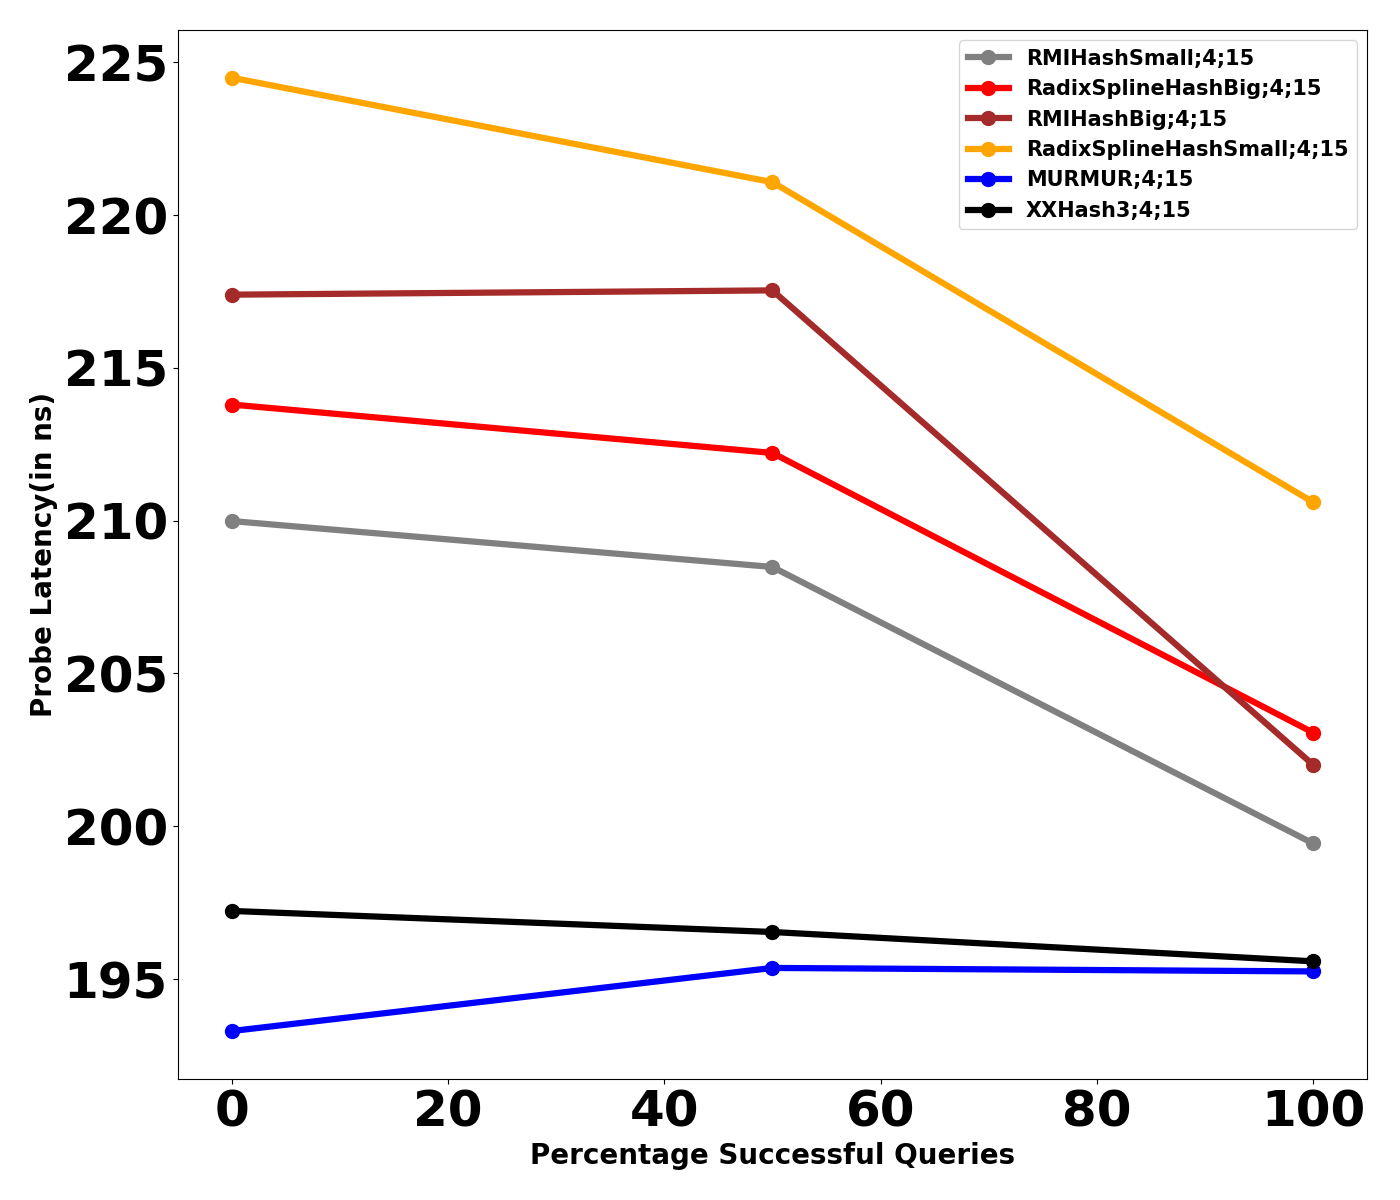 225
220
215
210
205
200
195
Probe Latency(in ns)
RMIHashSmall;4;15
RadixSplineHashBig;4;15
RMIHashBig;4;15
RadixSplineHashSmall;4;15
MURMUR;4;15
XXHash3;4;15
0 20 40 60 80 100
Percentage Successful Queries